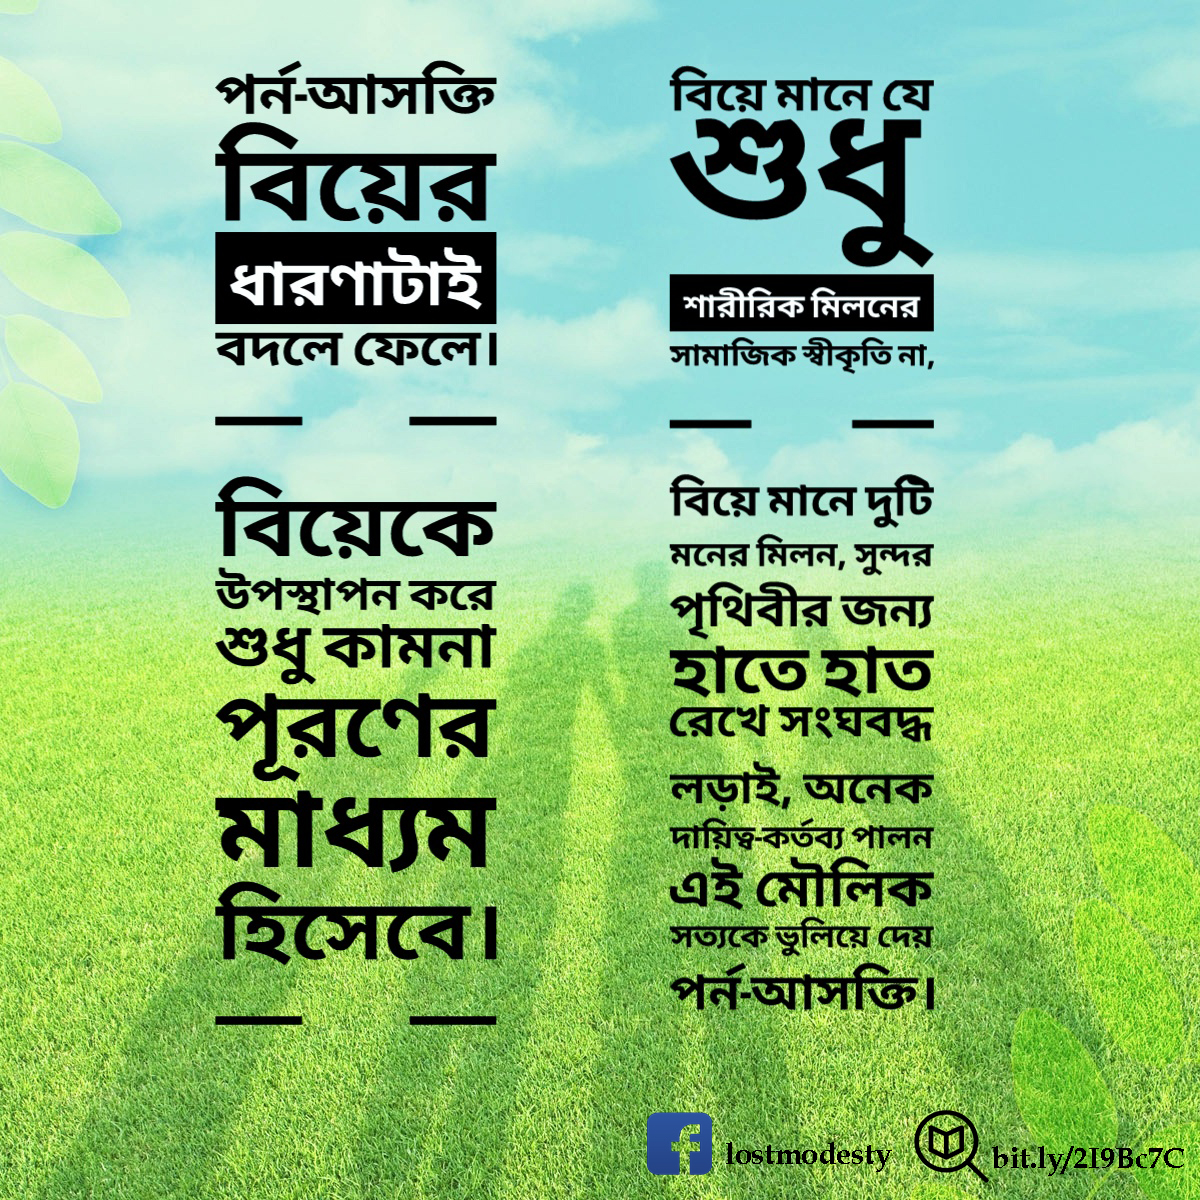 পর্ন-আসক্তি
বিয়ের
ধারণাটাই
বদলে ফেলে।
বিয়েকে
উপস্থাপন করে
শুধু কামনা
পূরণের
মাধ্যম
হিসেবে।
বিয়ে মানে যে
শুধু
শারীরিক মিলনের
সামাজিক স্বীকৃতি না,
বিয়ে মানে দুটি
মনের মিলন, সুন্দর
পৃথিবীর জন্য
হাতে হাত
রেখে সংঘবদ্ধ
লড়াই, অনেক
দায়িত্ব-কর্তব্য পালন
এই মৌলিক
সত্যকে ভুলিয়ে দেয়
পর্ন-আসক্তি।
lostmodesty
bit.ly/2I9Bc7C